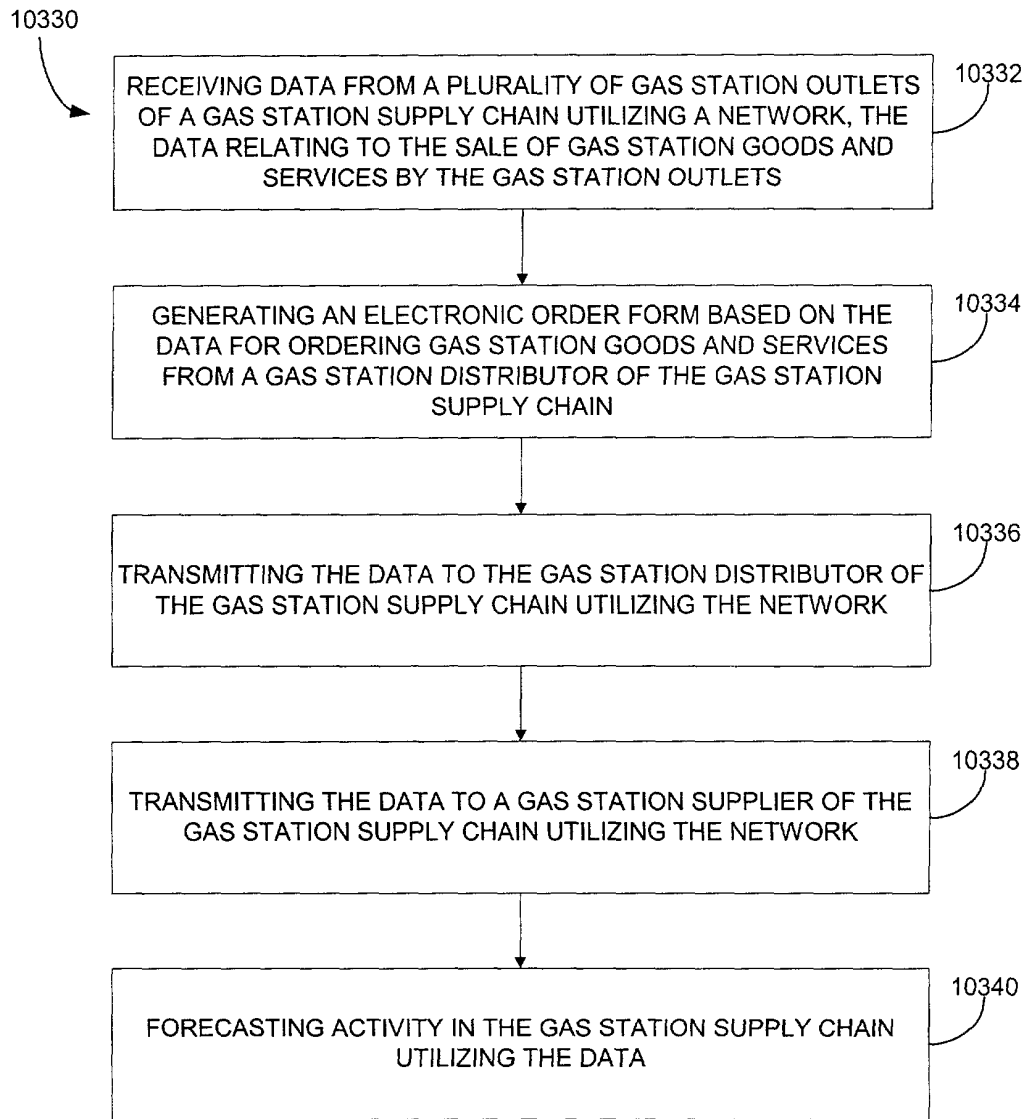 10330
RECEIVING DATA FROM A PLURALITY OF GAS STATION OUTLETS
OF A GAS STATION SUPPLY CHAIN UTILIZING A NETWORK, THE
DATA RELATING TO THE SALE OF GAS STATION GOODS AND
SERVICES BY THE GAS STATION OUTLETS
10332
GENERATING AN ELECTRONIC ORDER FORM BASED ON THE
DATA FOR ORDERING GAS STATION GOODS AND SERVICES
FROM A GAS STATION DISTRIBUTOR OF THE GAS STATION
SUPPLY CHAIN
10334
TRANSMITTING THE DATA TO THE GAS STATION DISTRIBUTOR OF
THE GAS STATION SUPPLY CHAIN UTILIZING THE NETWORK
10336
TRANSMITTING THE DATA TO A GAS STATION SUPPLIER OF THE
GAS STATION SUPPLY CHAIN UTILIZING THE NETWORK
10338
FORECASTING ACTIVITY IN THE GAS STATION SUPPLY CHAIN
UTILIZING THE DATA
10340